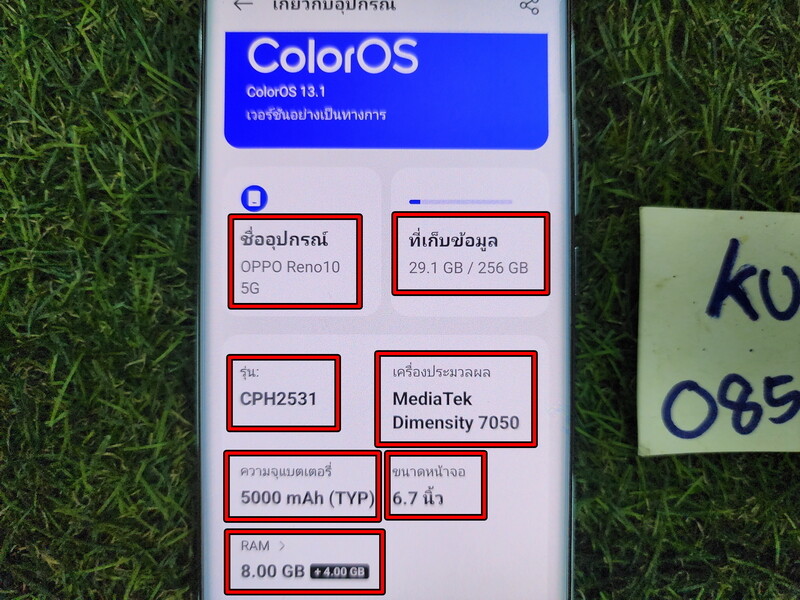 เกี่ยวกับอุปกรณ์
ColorOS
ColorOS 13.1
เวอร์ชันอย่างเป็นทางการ
ชื่ออุปกรณ์
OPPO Reno10
5G
ที่เก็บข้อมูล
29.1 GB / 256 GB
รุ่น:
CPH2531
เครื่องประมวลผล
MediaTek
Dimensity 7050
ความจุแบตเตอรี่
5000 mAh (TYP)
ขนาดหน้าจอ
6.7 นิ้ว
RAM >
8.00 GB + 4.00 GB
KU
085